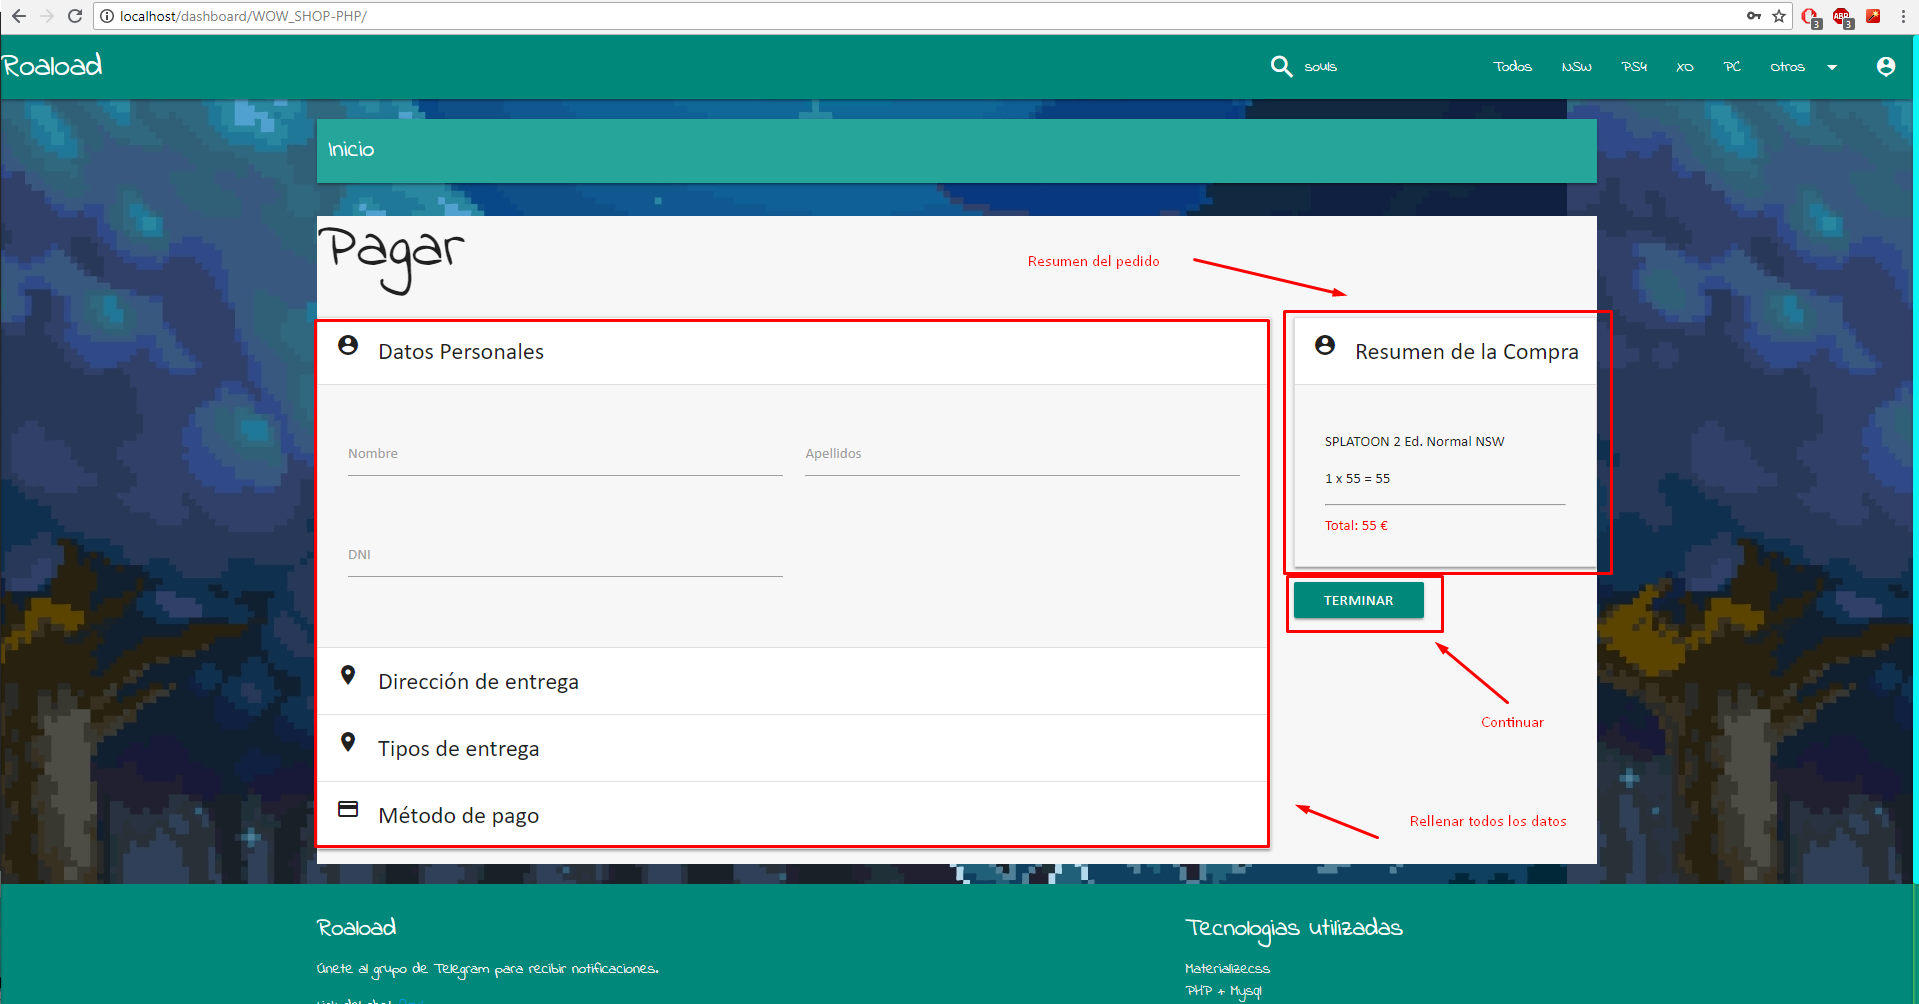 localhost/dashboard/WOW_SHOP-PHP/
3
ABP
3
Roaload
souls
Todos
NSW
PS4
XO
PC
Otros
Inicio
Pagar
Resumen del pedido
Datos Personales
Nombre
Apellidos
DNI
Dirección de entrega
Tipos de entrega
Método de pago
Resumen de la Compra
SPLATOON 2 Ed. Normal NSW
1 x 55 = 55
Total: 55 €
TERMINAR
Continuar
Rellenar todos los datos
Roaload
Únete al grupo de Telegram para recibir notificaciones.
Tecnologias utilizadas
Materializecss
PHP + Mysql